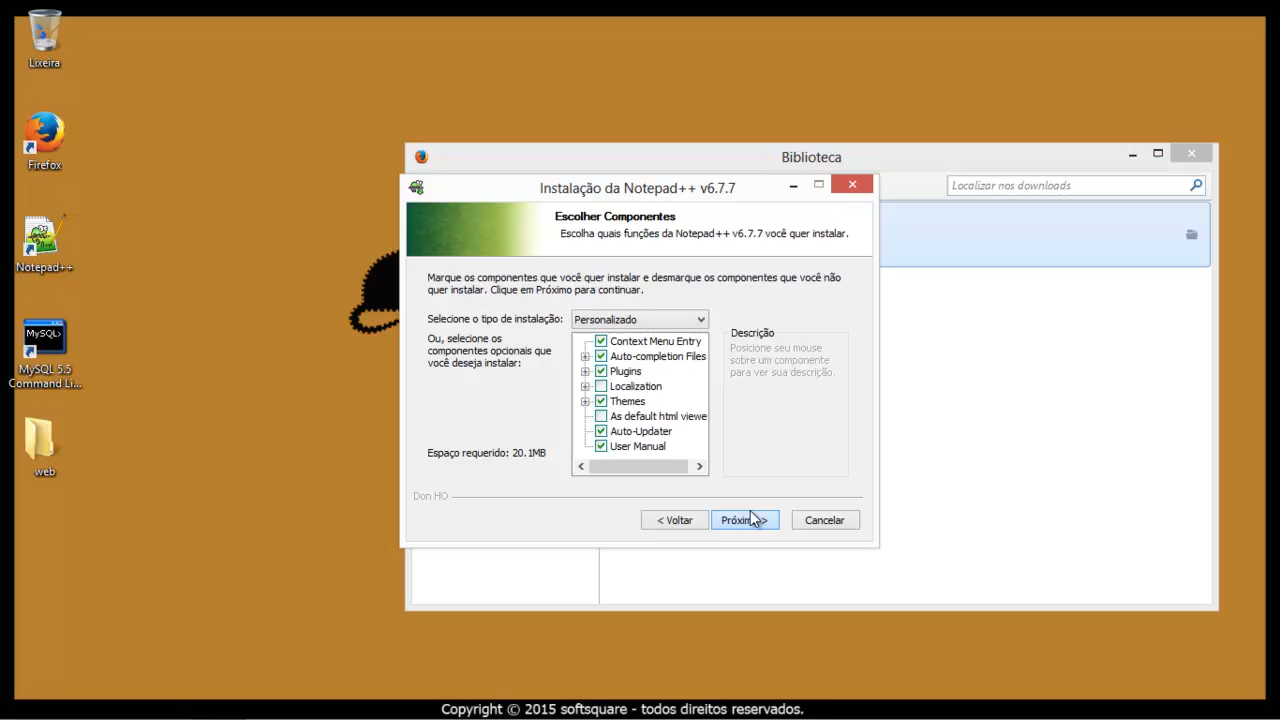 Lixeira
Firefox
Notepad++
MySQL>
MySQL 5.5
Command Li...
web
Biblioteca
Localizar nos downloads
Instalação da Notepad++ v6.7.7
Escolher Componentes
Escolha quais funções da Notepad++ v6.7.7 você quer instalar.
Marque os componentes que você quer instalar e desmarque os componentes que você não
quer instalar. Clique em Próximo para continuar.
Selecione o tipo de instalação:
Personalizado
Ou, selecione os
componentes opcionais que
você deseja instalar:
Context Menu Entry
Auto-completion Files
Plugins
Localization
Themes
As default html viewe
Auto-Updater
User Manual
Descrição
Posicione seu mouse
sobre um componente
para ver sua descrição.
Espaço requerido: 20.1MB
Don HO
< Voltar
Próximo >
Cancelar
Copyright © 2015 softsquare - todos direitos reservados.